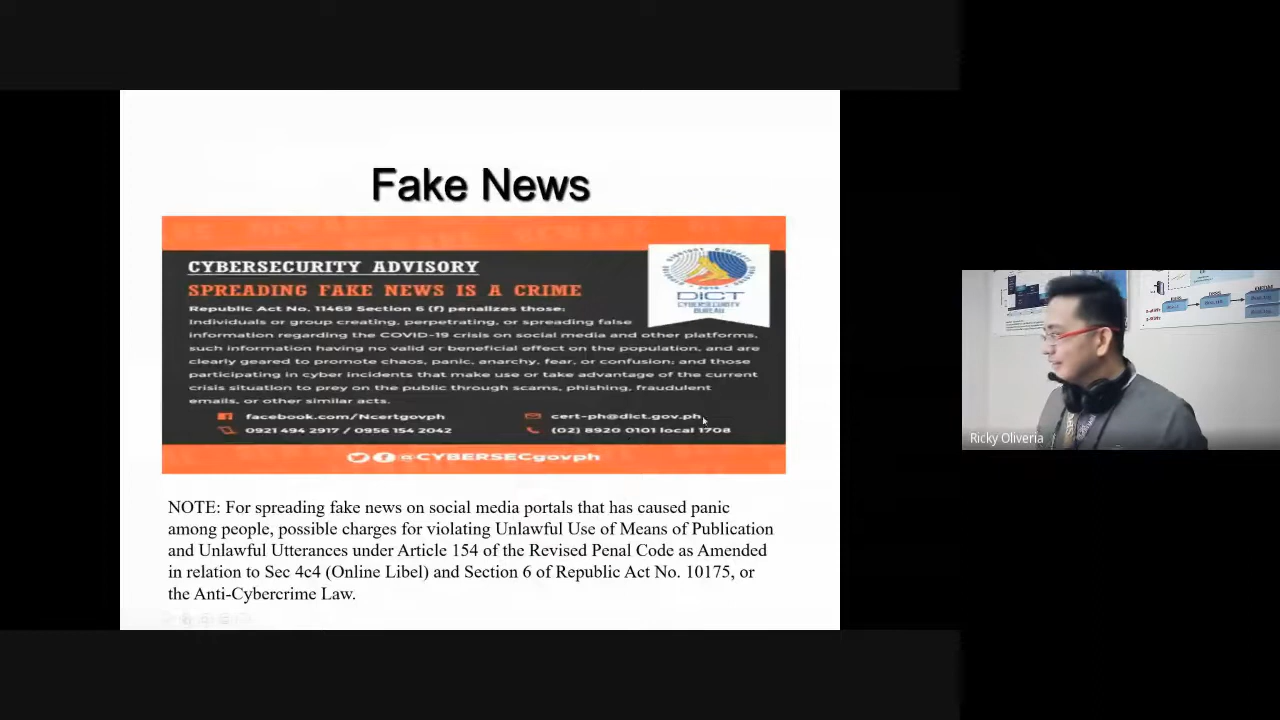 Fake News
CYBERSECURITY ADVISORY
SPREADING FAKE NEWS IS A CRIME
Republic Act No. 11469 Section 6 (f) penalizes those:
Individuals or group creating, perpetrating, or spreading false
information regarding the COVID-19 crisis on social media and other platforms,
such information having no valid or beneficial effect on the population, and are
clearly geared to promote chaos, panic, anarchy, fear, or confusion; and those
participating in cyber incidents that make use or take advantage of the current
crisis situation to prey on the public through scams, phishing, fraudulent
emails, or other similar acts.
DICT
CYBERSECURITY
BUREAU
facebook.com/Ncertgovph
cert-ph@dict.gov.ph
0921 494 2917 / 0956 154 2042
(02) 8920 0101 local 1708
@CYBERSECgovph
NOTE: For spreading fake news on social media portals that has caused panic
among people, possible charges for violating Unlawful Use of Means of Publication
and Unlawful Utterances under Article 154 of the Revised Penal Code as Amended
in relation to Sec 4c4 (Online Libel) and Section 6 of Republic Act No. 10175, or
the Anti-Cybercrime Law.
Ricky Oliveria